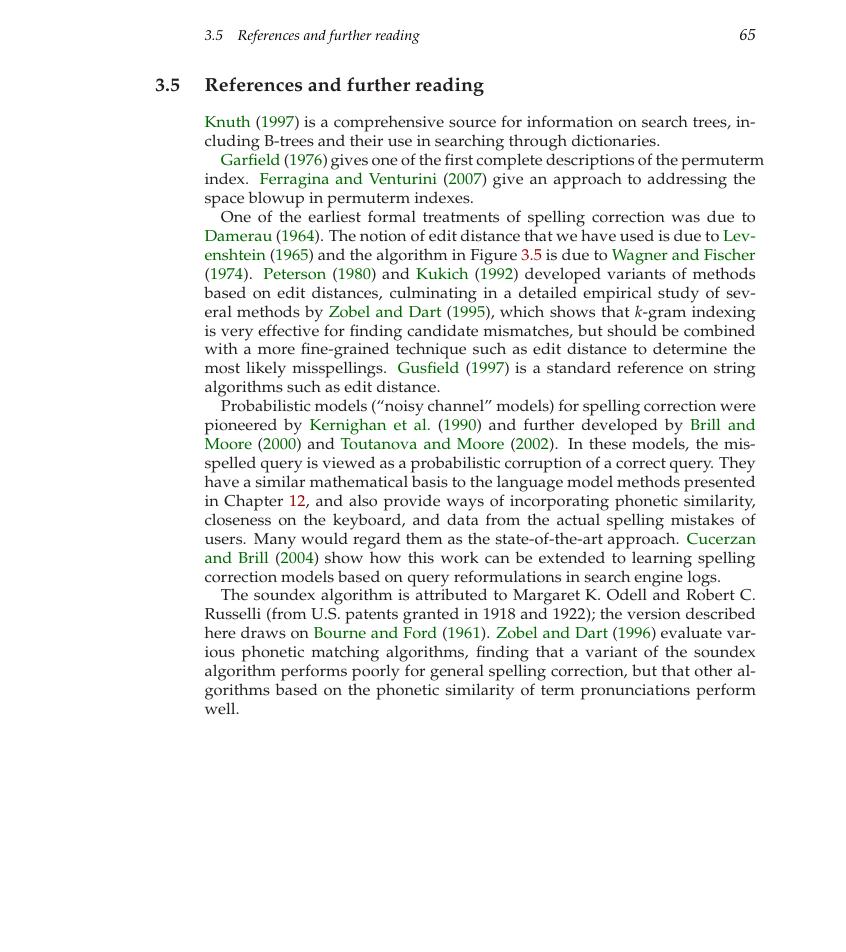 3.5 References and further reading 65
3.5 References and further reading
Knuth (1997) is a comprehensive source for information on search trees, in-
cluding B-trees and their use in searching through dictionaries.
Garfield (1976) gives one of the first complete descriptions of the permuterm
index. Ferragina and Venturini (2007) give an approach to addressing the
space blowup in permuterm indexes.
One of the earliest formal treatments of spelling correction was due to
Damerau (1964). The notion of edit distance that we have used is due to Lev-
enshtein (1965) and the algorithm in Figure 3.5 is due to Wagner and Fischer
(1974). Peterson (1980) and Kukich (1992) developed variants of methods
based on edit distances, culminating in a detailed empirical study of sev-
eral methods by Zobel and Dart (1995), which shows that k-gram indexing
is very effective for finding candidate mismatches, but should be combined
with a more fine-grained technique such as edit distance to determine the
most likely misspellings. Gusfield (1997) is a standard reference on string
algorithms such as edit distance.
Probabilistic models (“noisy channel” models) for spelling correction were
pioneered by Kernighan et al. (1990) and further developed by Brill and
Moore (2000) and Toutanova and Moore (2002). In these models, the mis-
spelled query is viewed as a probabilistic corruption of a correct query. They
have a similar mathematical basis to the language model methods presented
in Chapter 12, and also provide ways of incorporating phonetic similarity,
closeness on the keyboard, and data from the actual spelling mistakes of
users. Many would regard them as the state-of-the-art approach. Cucerzan
and Brill (2004) show how this work can be extended to learning spelling
correction models based on query reformulations in search engine logs.
The soundex algorithm is attributed to Margaret K. Odell and Robert C.
Russelli (from U.S. patents granted in 1918 and 1922); the version described
here draws on Bourne and Ford (1961). Zobel and Dart (1996) evaluate var-
ious phonetic matching algorithms, finding that a variant of the soundex
algorithm performs poorly for general spelling correction, but that other al-
gorithms based on the phonetic similarity of term pronunciations perform
well.